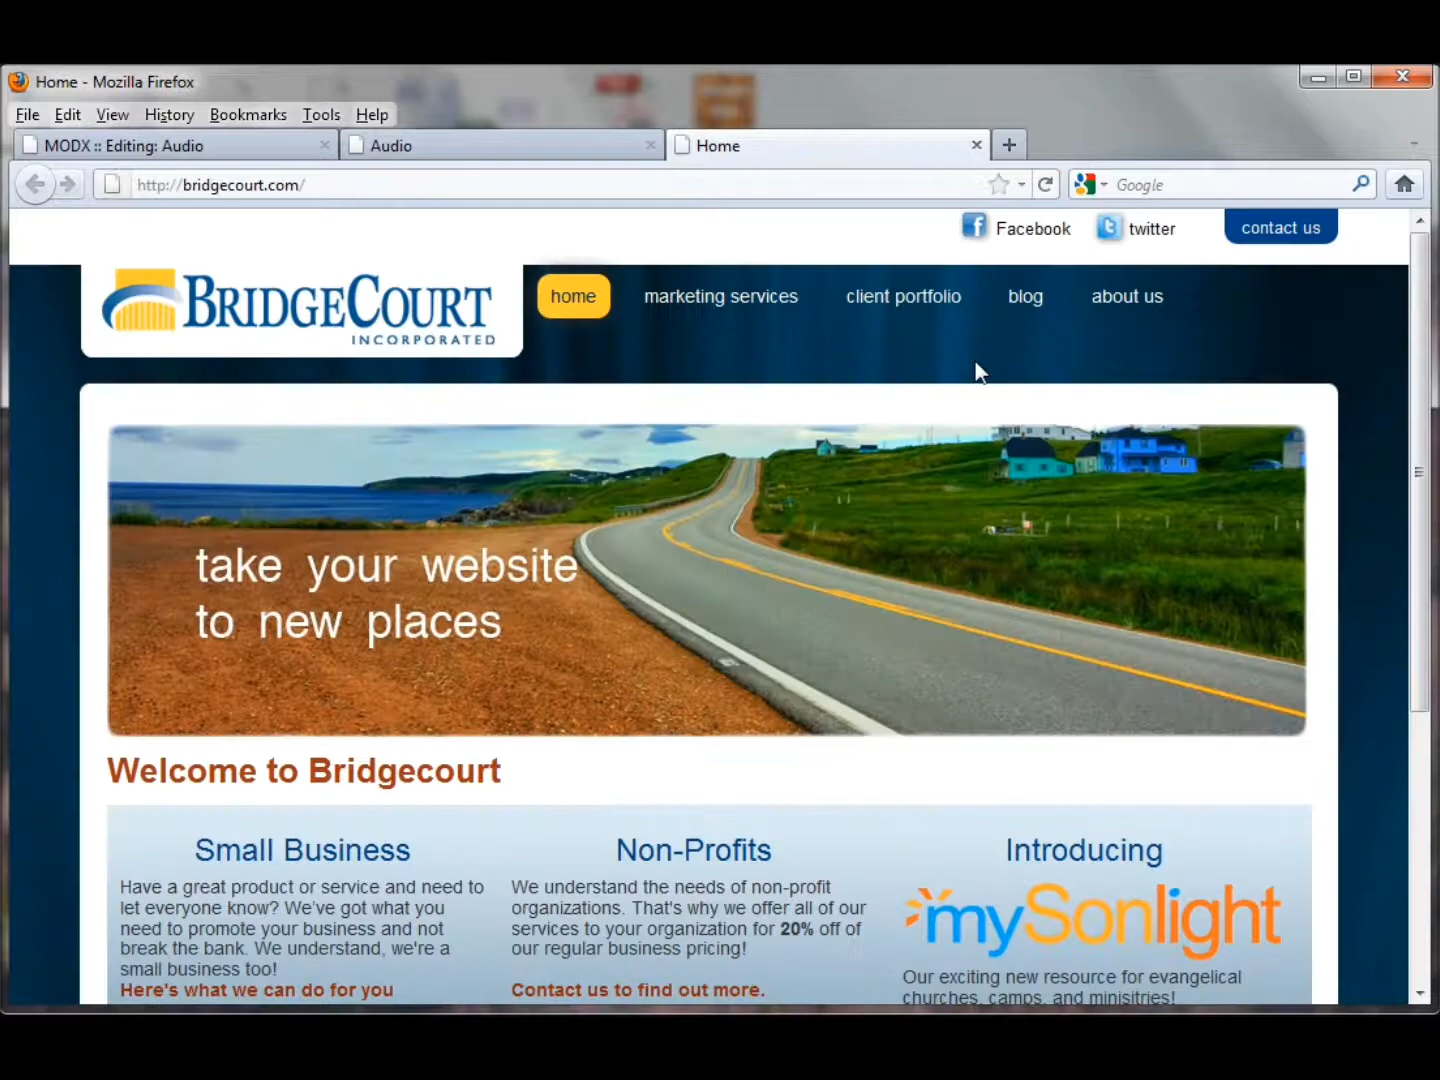 Home - Mozilla Firefox
File Edit View History Bookmarks Tools Help
MODX :: Editing: Audio
Audio
Home
http://bridgecourt.com/
Google
Facebook
twitter
contact us
BRIDGECOURT
INCORPORATED
home
marketing services
client portfolio
blog
about us
take your website
to new places
Welcome to Bridgecourt
Small Business
Have a great product or service and need to
let everyone know? We've got what you
need to promote your business and not
break the bank. We understand, we're a
small business too!
Here's what we can do for you
Non-Profits
We understand the needs of non-profit
organizations. That's why we offer all of our
services to your organization for 20% off of
our regular business pricing!
Contact us to find out more.
Introducing
mySonlight
Our exciting new resource for evangelical
churches, camps, and minisitries!